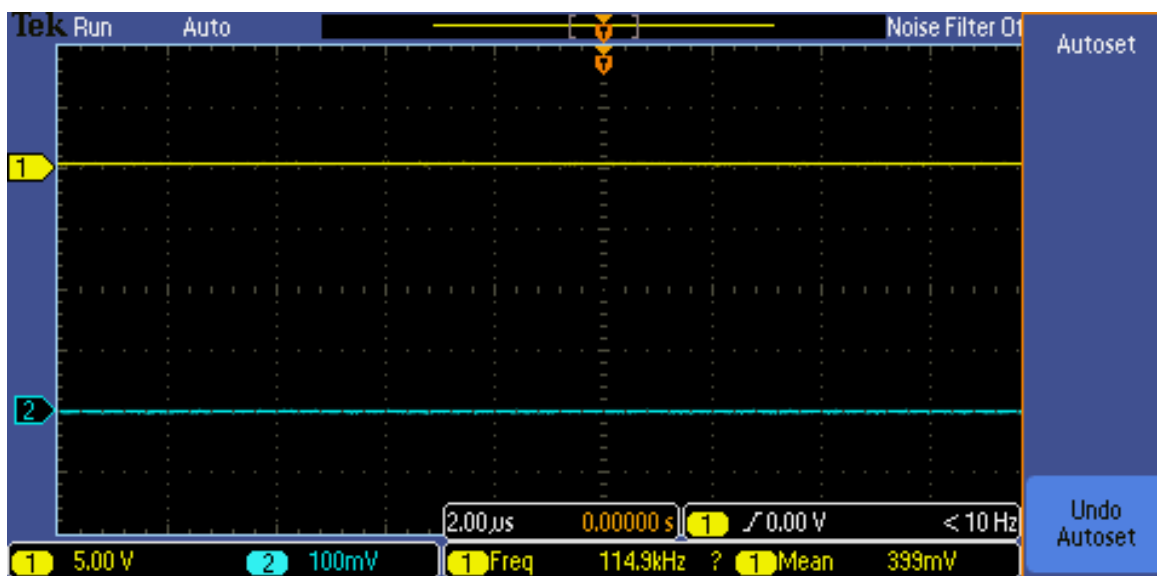 Tek Run Auto Noise Filter Of
Autoset
T
T
1
2
2.00µs 0.00000 s 1 0.00 V < 10 Hz
Undo
Autoset
1 5.00 V 2 100mV 1 Freq 114.9kHz ? 1 Mean 399mV